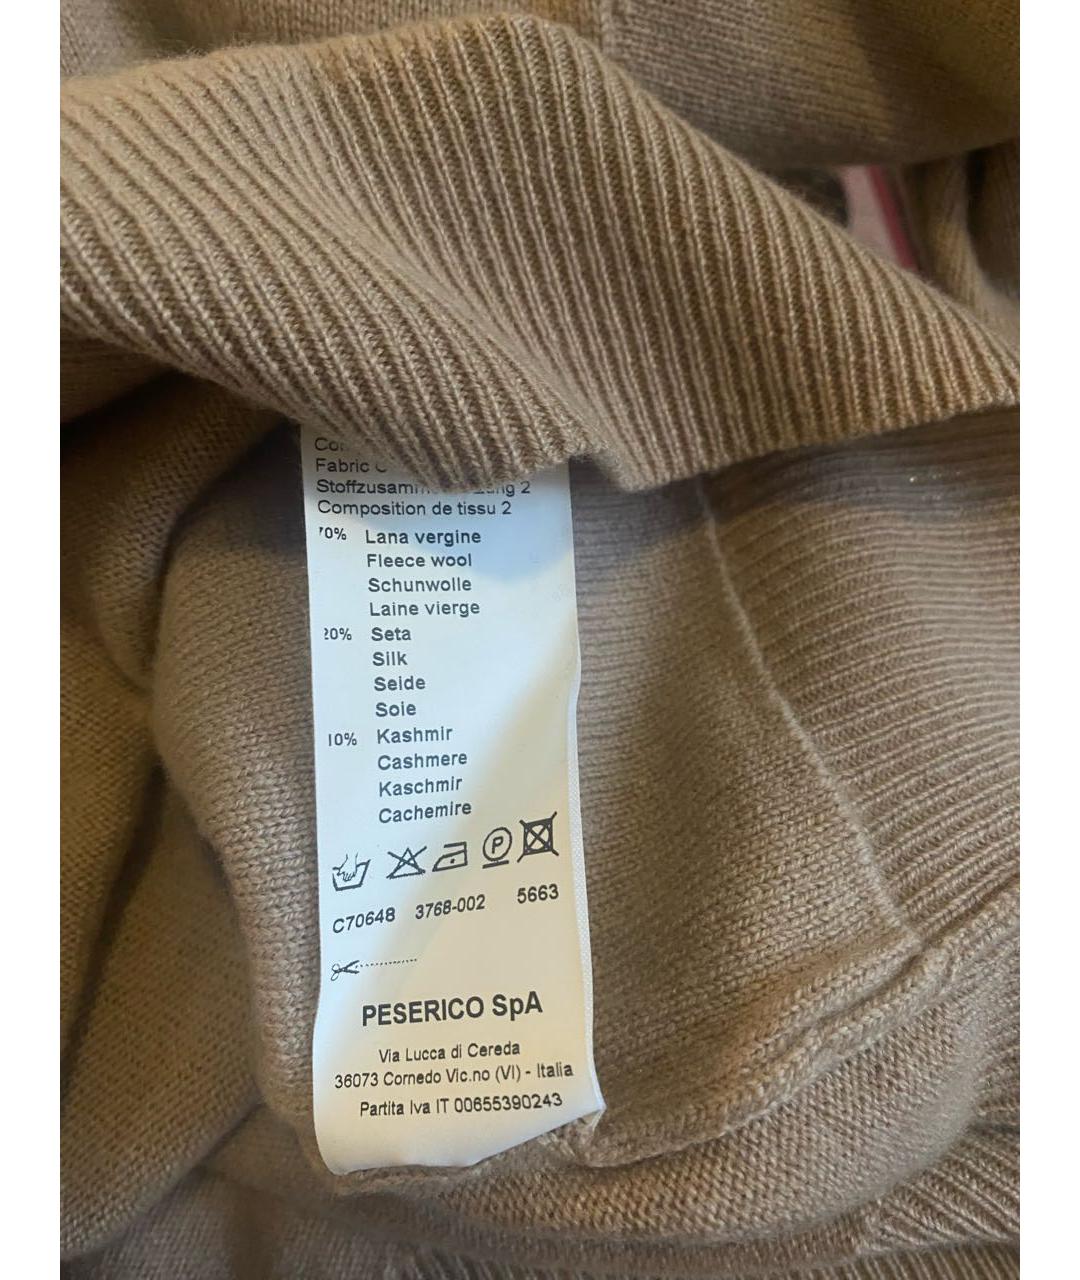 Fabric
Stoffzusam ng 2
Composition de tissu 2
70% Lana vergine
Fleece wool
Schunwolle
Laine vierge
20% Seta
Silk
Seide
Soie
10% Kashmir
Cashmere
Kaschmir
Cachemire
P
C70648 3768-002 5663
PESERICO SpA
Via Lucca di Cereda
36073 Cornedo Vic.no (VI) - Italia
Partita Iva IT 00655390243